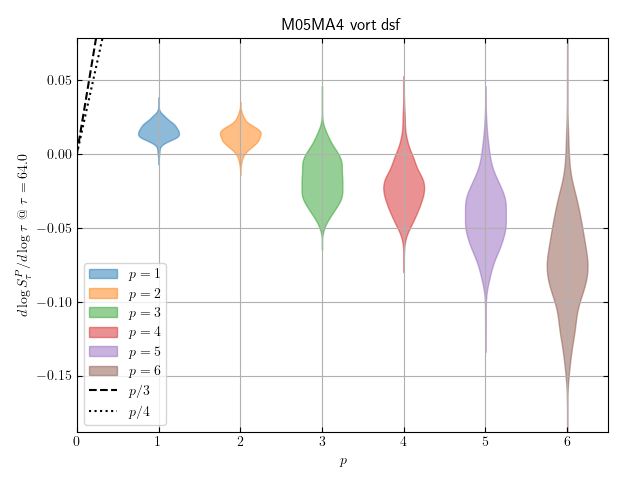 M05MA4 vort dsf
d log S_τ^P / d log τ @ τ = 64.0
0.05
0.00
−0.05
−0.10
−0.15
p = 1
p = 2
p = 3
p = 4
p = 5
p = 6
p/3
p/4
0 1 2 3 4 5 6
p